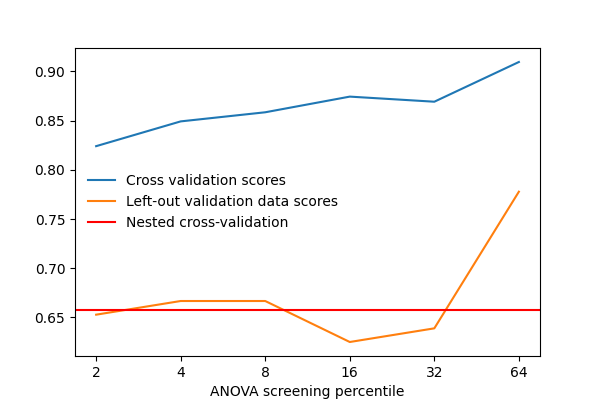 0.90
0.85
0.80
0.75
0.70
0.65
Cross validation scores
Left-out validation data scores
Nested cross-validation
2 4 8 16 32 64
ANOVA screening percentile